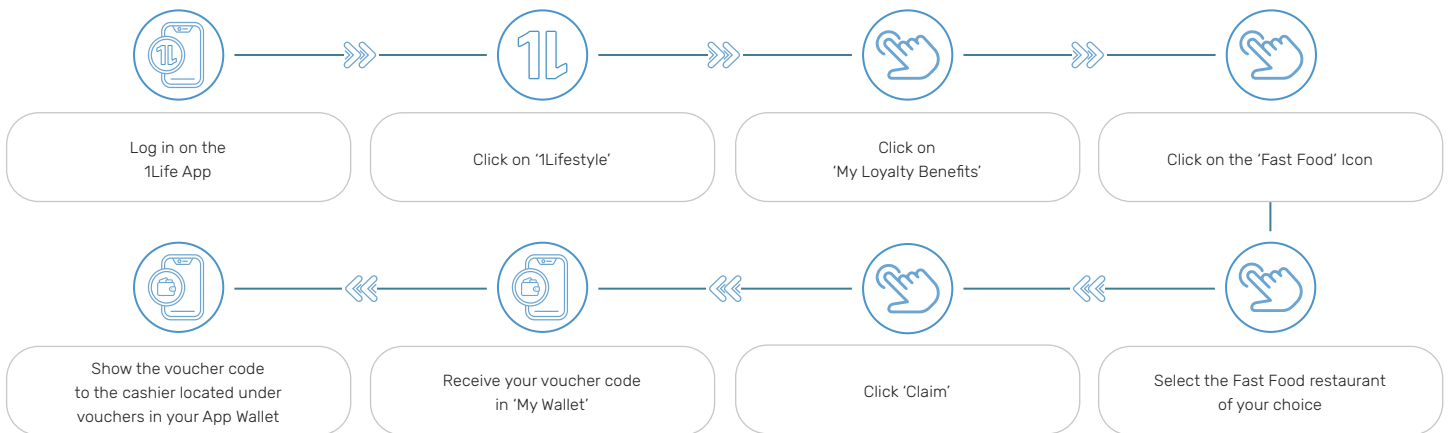 Log in on the
1Life App
Click on ‘1Lifestyle’
Click on
‘My Loyalty Benefits’
Click on the ‘Fast Food’ Icon
Select the Fast Food restaurant
of your choice
Click ‘Claim’
Receive your voucher code
in ‘My Wallet’
Show the voucher code
to the cashier located under
vouchers in your App Wallet